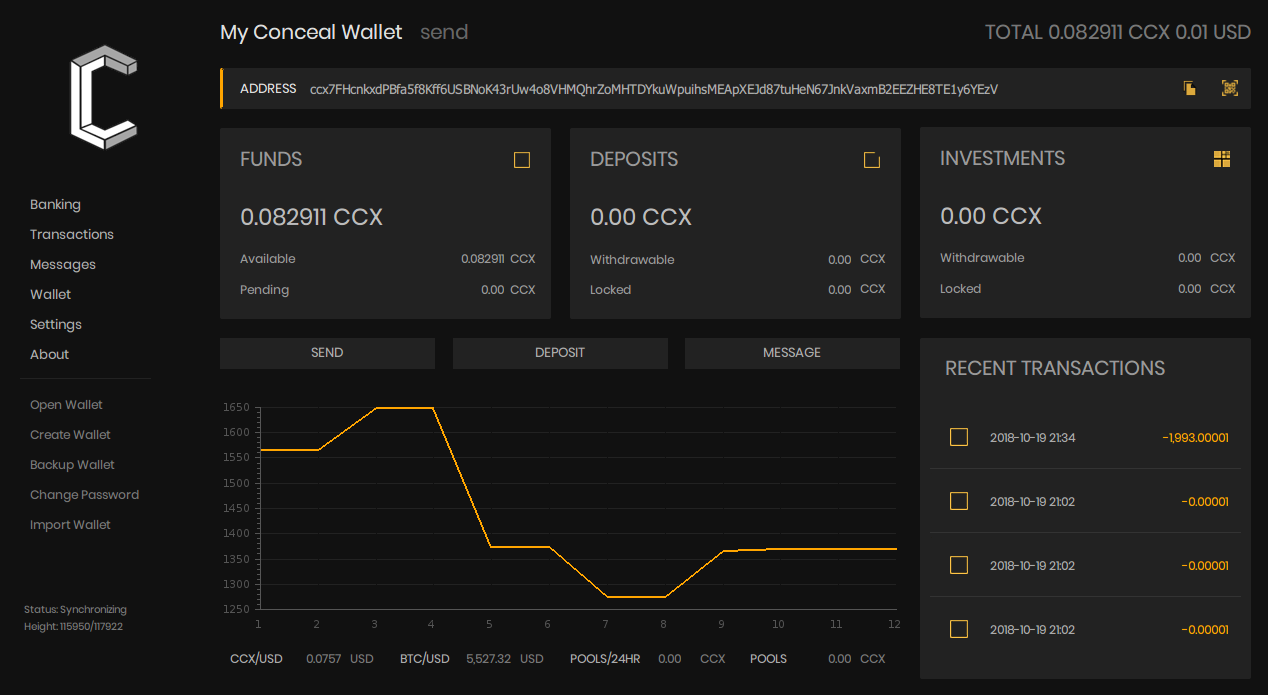 My Conceal Wallet send
TOTAL 0.082911 CCX 0.01 USD
ADDRESS ccx7FHcnkxdPBfa5f8Kff6USBNoK43rUw4o8VHMQhrZoMHTDYkuWpuihsMEApXEJd87tuHeN67JnkVaxmB2EEZHE8TE1y6YEzV
Banking
Transactions
Messages
Wallet
Settings
About
Open Wallet
Create Wallet
Backup Wallet
Change Password
Import Wallet
Status: Synchronizing
Height: 115950/117922
FUNDS
0.082911 CCX
Available 0.082911 CCX
Pending 0.00 CCX
DEPOSITS
0.00 CCX
Withdrawable 0.00 CCX
Locked 0.00 CCX
INVESTMENTS
0.00 CCX
Withdrawable 0.00 CCX
Locked 0.00 CCX
SEND
DEPOSIT
MESSAGE
1650
1600
1550
1500
1450
1400
1350
1300
1250
1 2 3 4 5 6 7 8 9 10 11 12
CCX/USD 0.0757 USD BTC/USD 5,527.32 USD POOLS/24HR 0.00 CCX POOLS 0.00 CCX
RECENT TRANSACTIONS
2018-10-19 21:34 -1,993.00001
2018-10-19 21:02 -0.00001
2018-10-19 21:02 -0.00001
2018-10-19 21:02 -0.00001